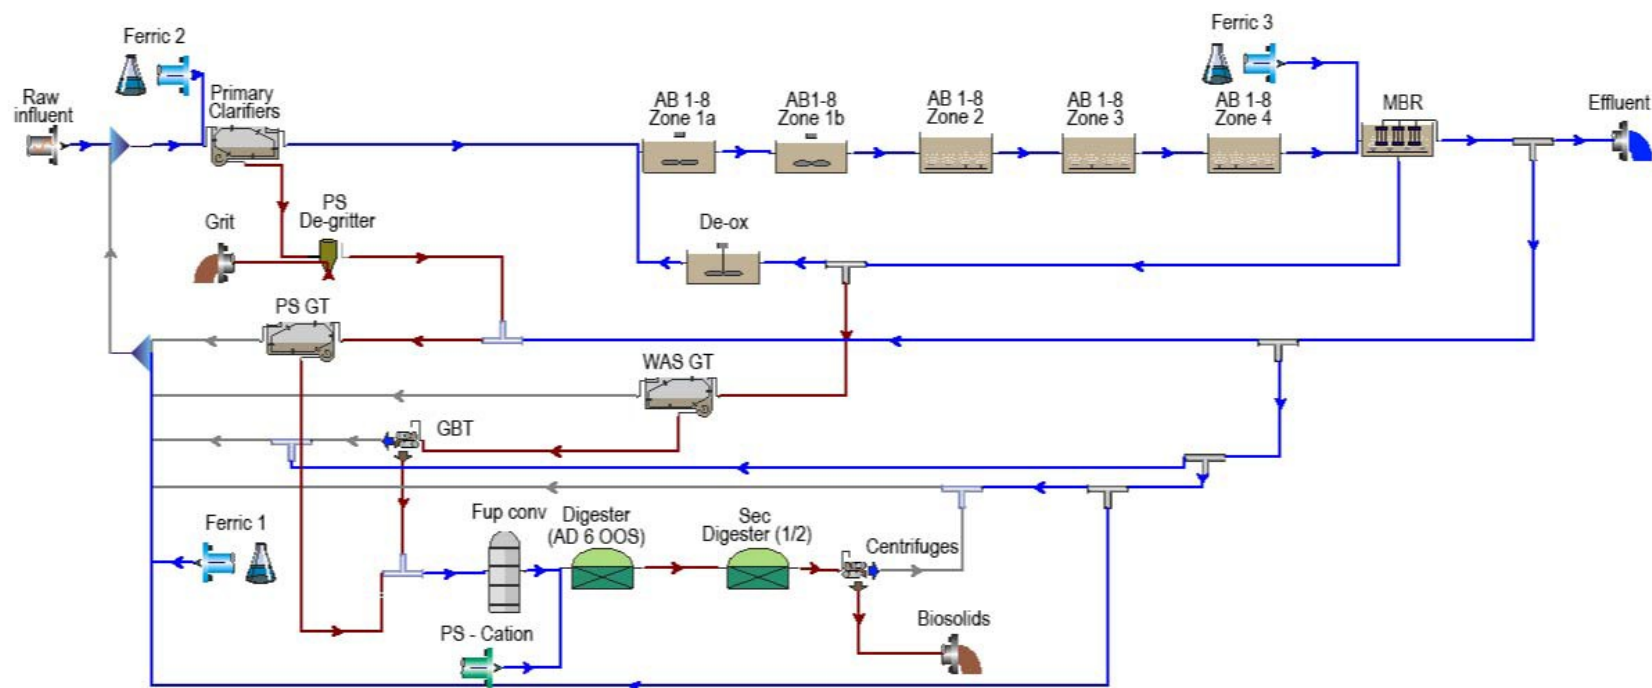 Ferric 2
Ferric 3
Raw
influent
Primary
Clarifiers
AB 1-8
Zone 1a
AB1-8
Zone 1b
AB 1-8
Zone 2
AB 1-8
Zone 3
AB 1-8
Zone 4
MBR
Effluent
Grit
PS
De-gritter
De-ox
PS GT
WAS GT
GBT
Ferric 1
Fup conv
Digester
(AD 6 OOS)
Sec
Digester (1/2)
Centrifuges
PS - Cation
Biosolids